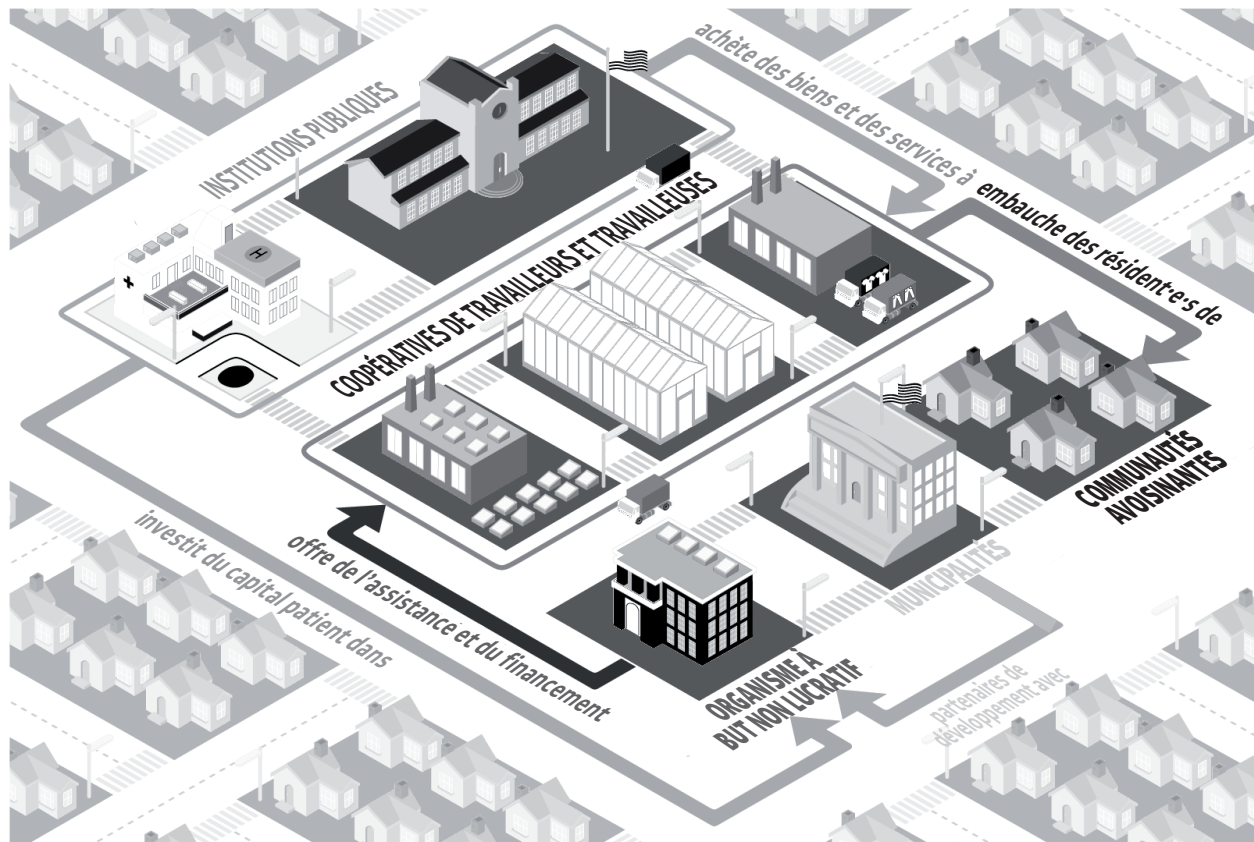 INSTITUTIONS PUBLIQUES
achète des biens et des services à
embauche des résident·e·s de
COOPÉRATIVES DE TRAVAILLEURS ET TRAVAILLEUSES
H
COMMUNAUTÉS
AVOISINANTES
MUNICIPALITÉS
offre de l'assistance et du financement
investit du capital patient dans
ORGANISME À
BUT NON LUCRATIF
partenaires de
développement avec